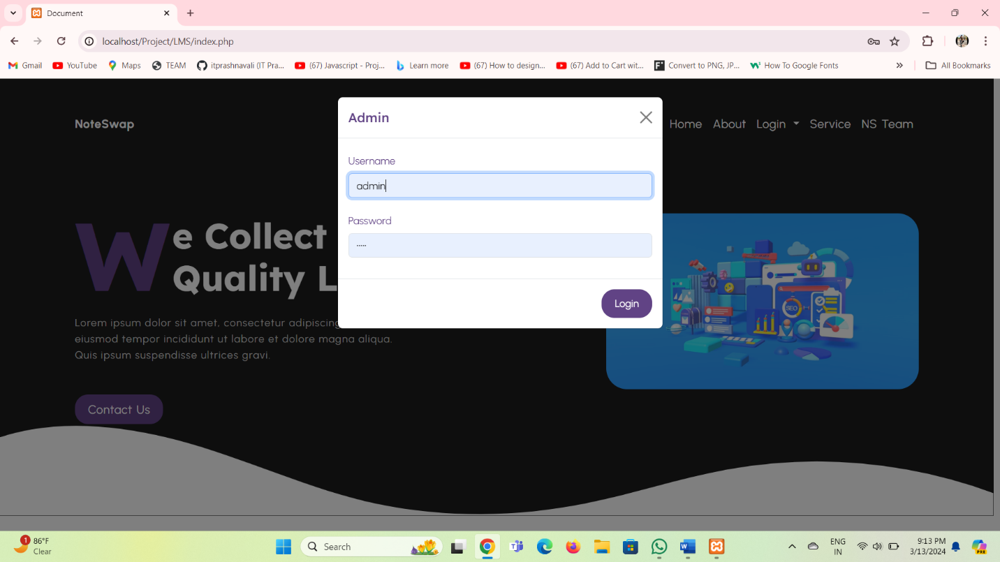 Document
localhost/Project/LMS/index.php
Gmail YouTube Maps TEAM itprashnavali (IT Pra... (67) Javascript - Proj... Learn more (67) How to design... (67) Add to Cart wit... Convert to PNG, JP... How To Google Fonts » All Bookmarks
NoteSwap
Home About Login Service NS Team
Admin
Username
admin
Password
.....
Login
We Collect
Quality L
Lorem ipsum dolor sit amet, consectetur adipiscing
eiusmod tempor incididunt ut labore et dolore magna aliqua.
Quis ipsum suspendisse ultrices gravi.
Contact Us
SEO
1
86°F
Clear
Search
ENG
IN
9:13 PM
3/13/2024
PRE